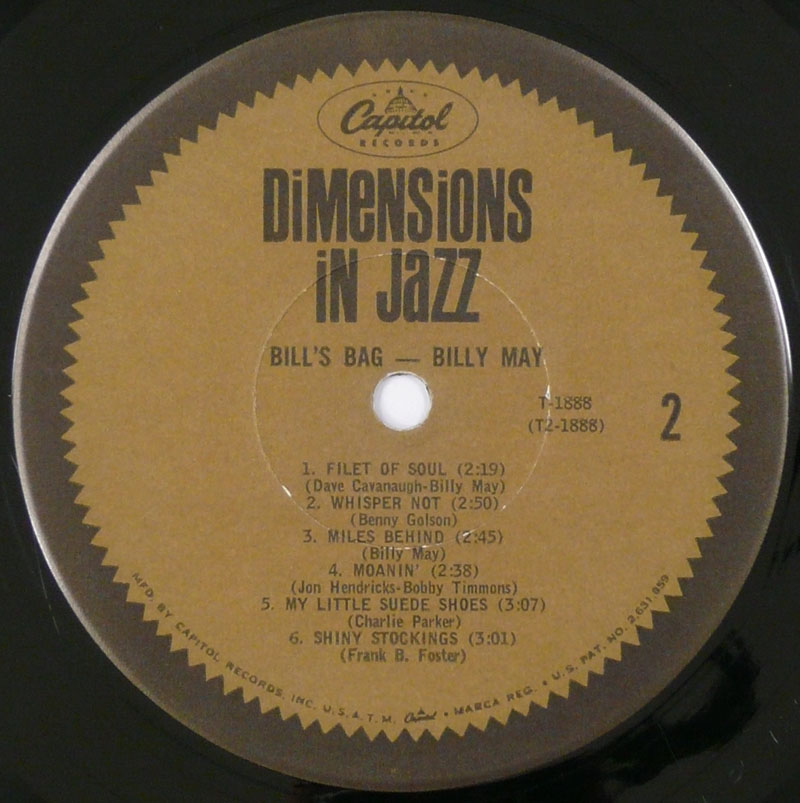 Capitol
RECORDS
DiMeNSiONS
iN JaZZ
BILL'S BAG — BILLY MAY
T-1888
(T2-1888)
2
1. FILET OF SOUL (2:19)
(Dave Cavanaugh-Billy May)
2. WHISPER NOT (2:50)
(Benny Golson)
3. MILES BEHIND (2:45)
(Billy May)
4. MOANIN' (2:38)
(Jon Hendricks-Bobby Timmons)
5. MY LITTLE SUEDE SHOES (3:07)
(Charlie Parker)
6. SHINY STOCKINGS (3:01)
(Frank B. Foster)
MFD. BY CAPITOL RECORDS, INC. U.S.A. T.M. Capitol • MARCA REG. • U.S. PAT. NO. 2,631,859